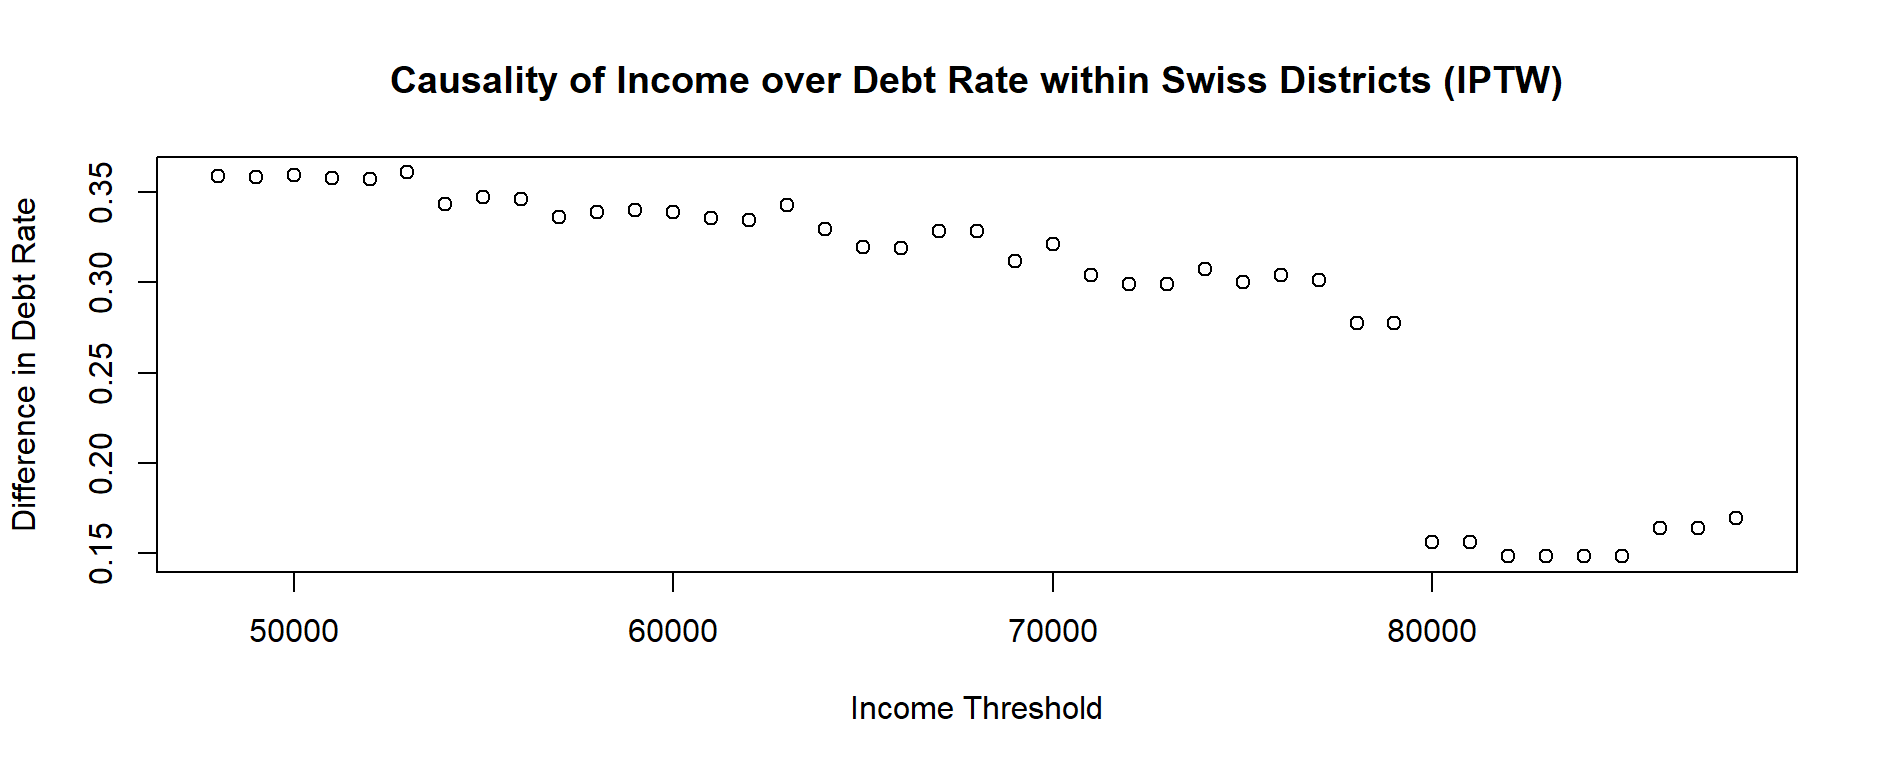 Causality of Income over Debt Rate within Swiss Districts (IPTW)
Difference in Debt Rate
0.35
0.30
0.25
0.20
0.15
50000 60000 70000 80000
Income Threshold